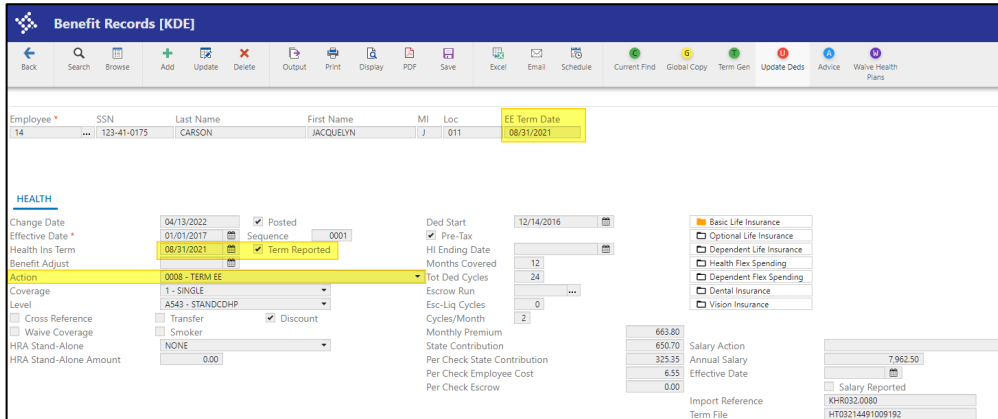 Benefit Records [KDE]
Back Search Browse Add Update Delete Output Print Display PDF Save Excel Email Schedule C Current Find G Global Copy T Term Gen U Update Deds A Advice W Waive Health Plans
Employee * SSN Last Name First Name MI Loc EE Term Date
14 ... 123-41-0175 CARSON JACQUELYN J 011 08/31/2021
HEALTH
Change Date 04/13/2022 Posted Ded Start 12/14/2016 Basic Life Insurance
Effective Date * 01/01/2017 Sequence 0001 Pre-Tax Optional Life Insurance
Health Ins Term 08/31/2021 Term Reported HI Ending Date Dependent Life Insurance
Benefit Adjust Months Covered 12 Health Flex Spending
Action 0008 - TERM EE Tot Ded Cycles 24 Dependent Flex Spending
Coverage 1 - SINGLE Escrow Run ... Dental Insurance
Level A543 - STANDCDHP Esc-Liq Cycles 0 Vision Insurance
Cross Reference Transfer Discount Cycles/Month 2
Waive Coverage Smoker Monthly Premium 663.80
HRA Stand-Alone NONE State Contribution 650.70 Salary Action
HRA Stand-Alone Amount 0.00 Per Check State Contribution 325.35 Annual Salary 7,962.50
Per Check Employee Cost 6.55 Effective Date
Per Check Escrow 0.00 Salary Reported
Import Reference KHR032.0080
Term File HT03214491009192